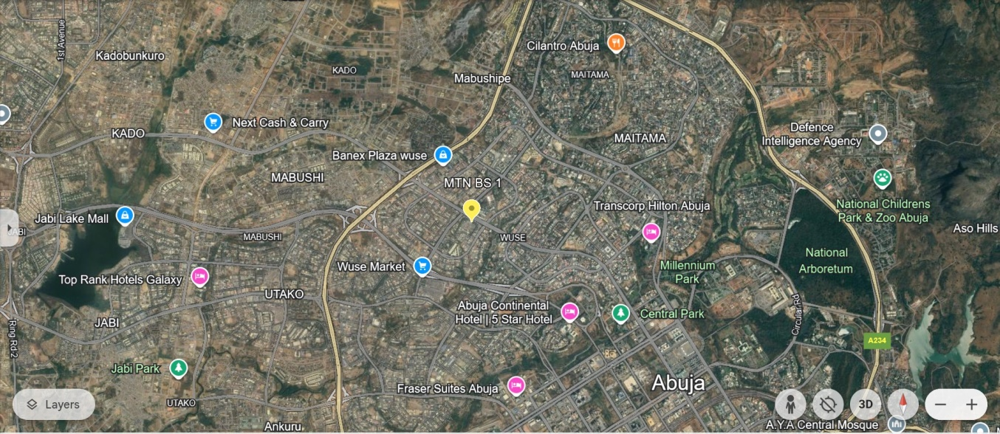 1st Avenue
Cilantro Abuja
Kadobunkuro
KADO
MAITAMA
Mabushipe
Next Cash & Carry
KADO
Defence
Intelligence Agency
MAITAMA
Banex Plaza wuse
MABUSHI
MTN BS 1
National Childrens
Park & Zoo Abuja
Transcorp Hilton Abuja
Jabi Lake Mall
Aso Hills
JABI
MABUSHI
WUSE
National
Arboretum
Wuse Market
Millennium
Park
Top Rank Hotels Galaxy
UTAKO
Abuja Continental
Hotel | 5 Star Hotel
Central Park
Circular Rd
JABI
Ring Rd 2
A234
Jabi Park
Abuja
Fraser Suites Abuja
UTAKO
Layers
3D
Ankuru
A.Y.A Central Mosque